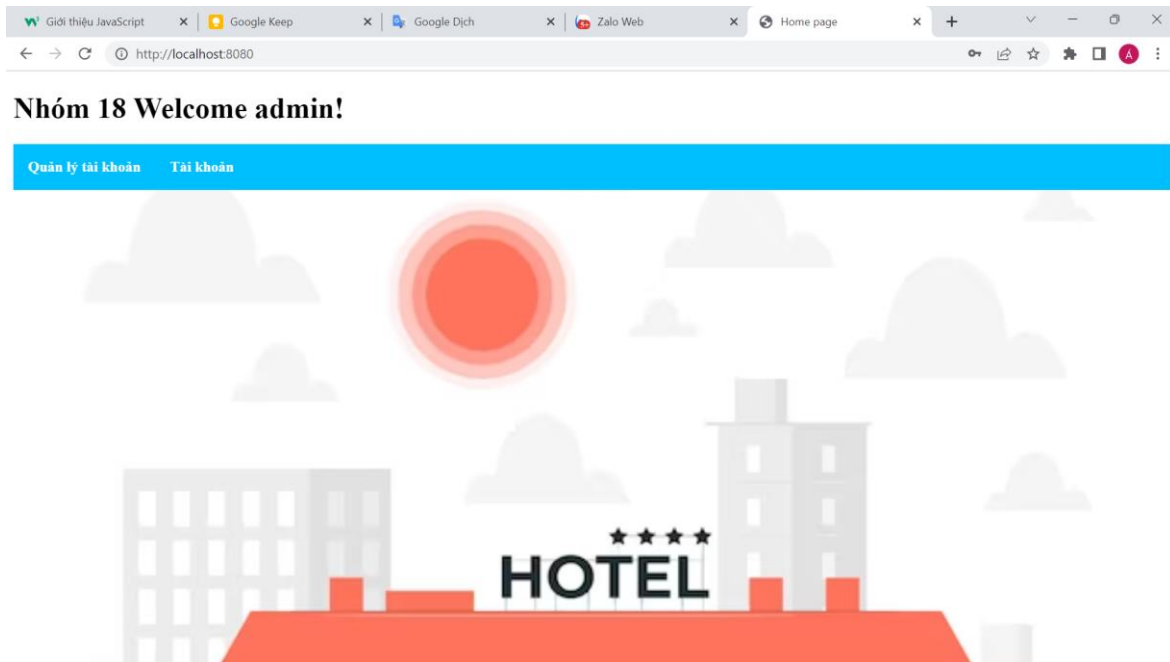 Giới thiệu JavaScript Google Keep Google Dịch Zalo Web Home page
http://localhost:8080
Nhóm 18 Welcome admin!
Quản lý tài khoản Tài khoản
HOTEL